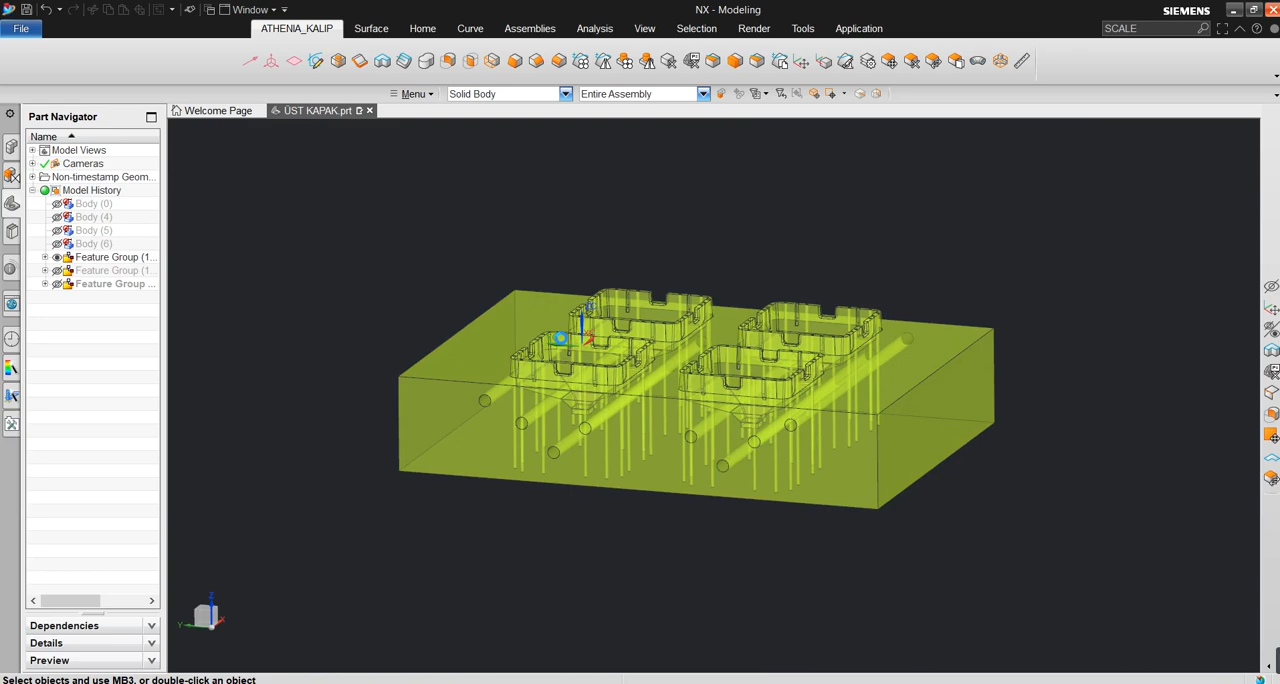 Window
NX - Modeling
SIEMENS
File
ATHENIA_KALIP
Surface
Home
Curve
Assemblies
Analysis
View
Selection
Render
Tools
Application
SCALE
Menu
Solid Body
Entire Assembly
Part Navigator
Welcome Page
ÜST KAPAK.prt
Name
Model Views
Cameras
Non-timestamp Geom...
Model History
Body (0)
Body (4)
Body (5)
Body (6)
Feature Group (1...
Feature Group (1...
Feature Group ...
Z
Y
X
Dependencies
Details
Preview
Select objects and use MB3, or double-click an object